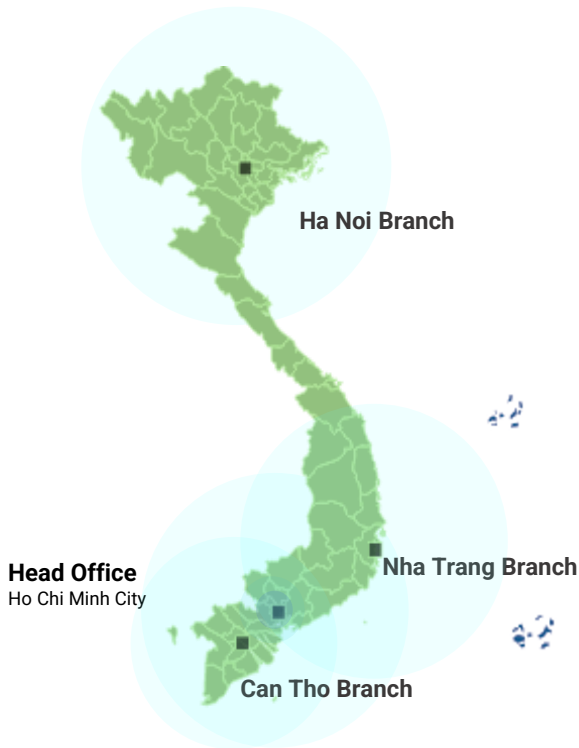 Ha Noi Branch
Head Office
Ho Chi Minh City
Nha Trang Branch
Can Tho Branch